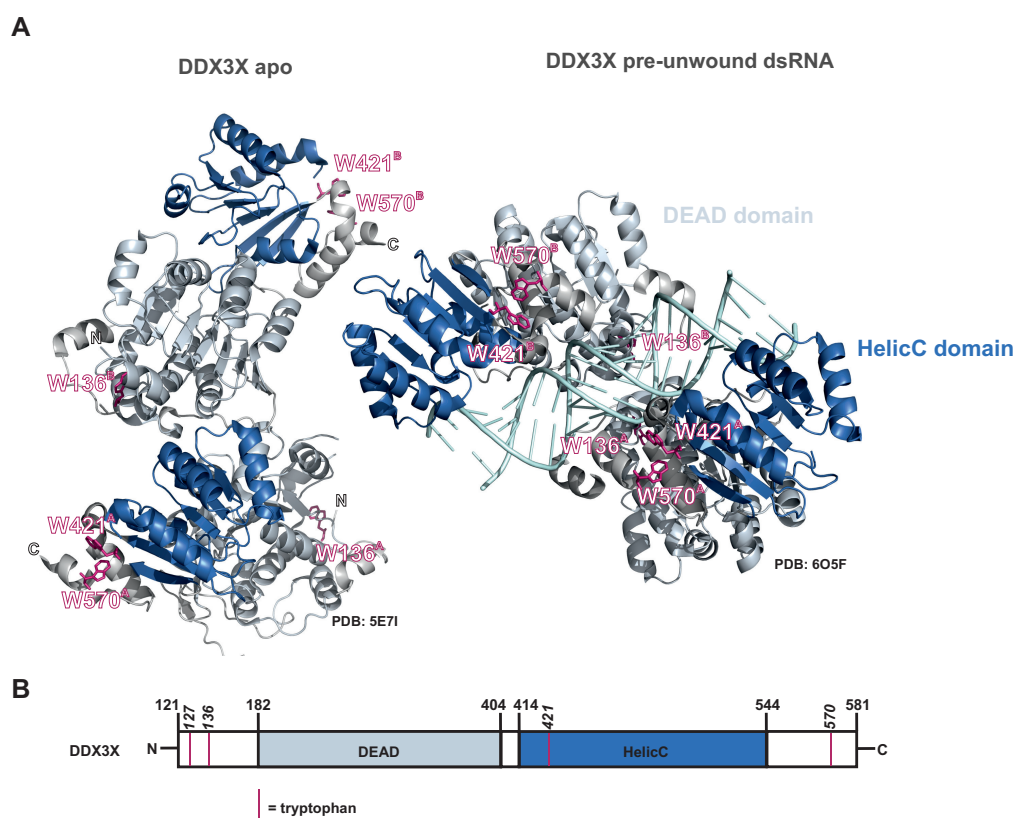 A
DDX3X apo
DDX3X pre-unwound dsRNA
W421ᴮ
W570ᴮ
C
N
W136ᴮ
W421ᴬ
C
W570ᴬ
N
W136ᴬ
PDB: 5E7I
DEAD domain
W570ᴮ
W421ᴮ
W136ᴮ
HelicC domain
W136ᴬ
W421ᴬ
W570ᴬ
PDB: 6O5F
B
121 127 136 182 404 414 421 544 570 581
DDX3X N DEAD HelicC C
= tryptophan